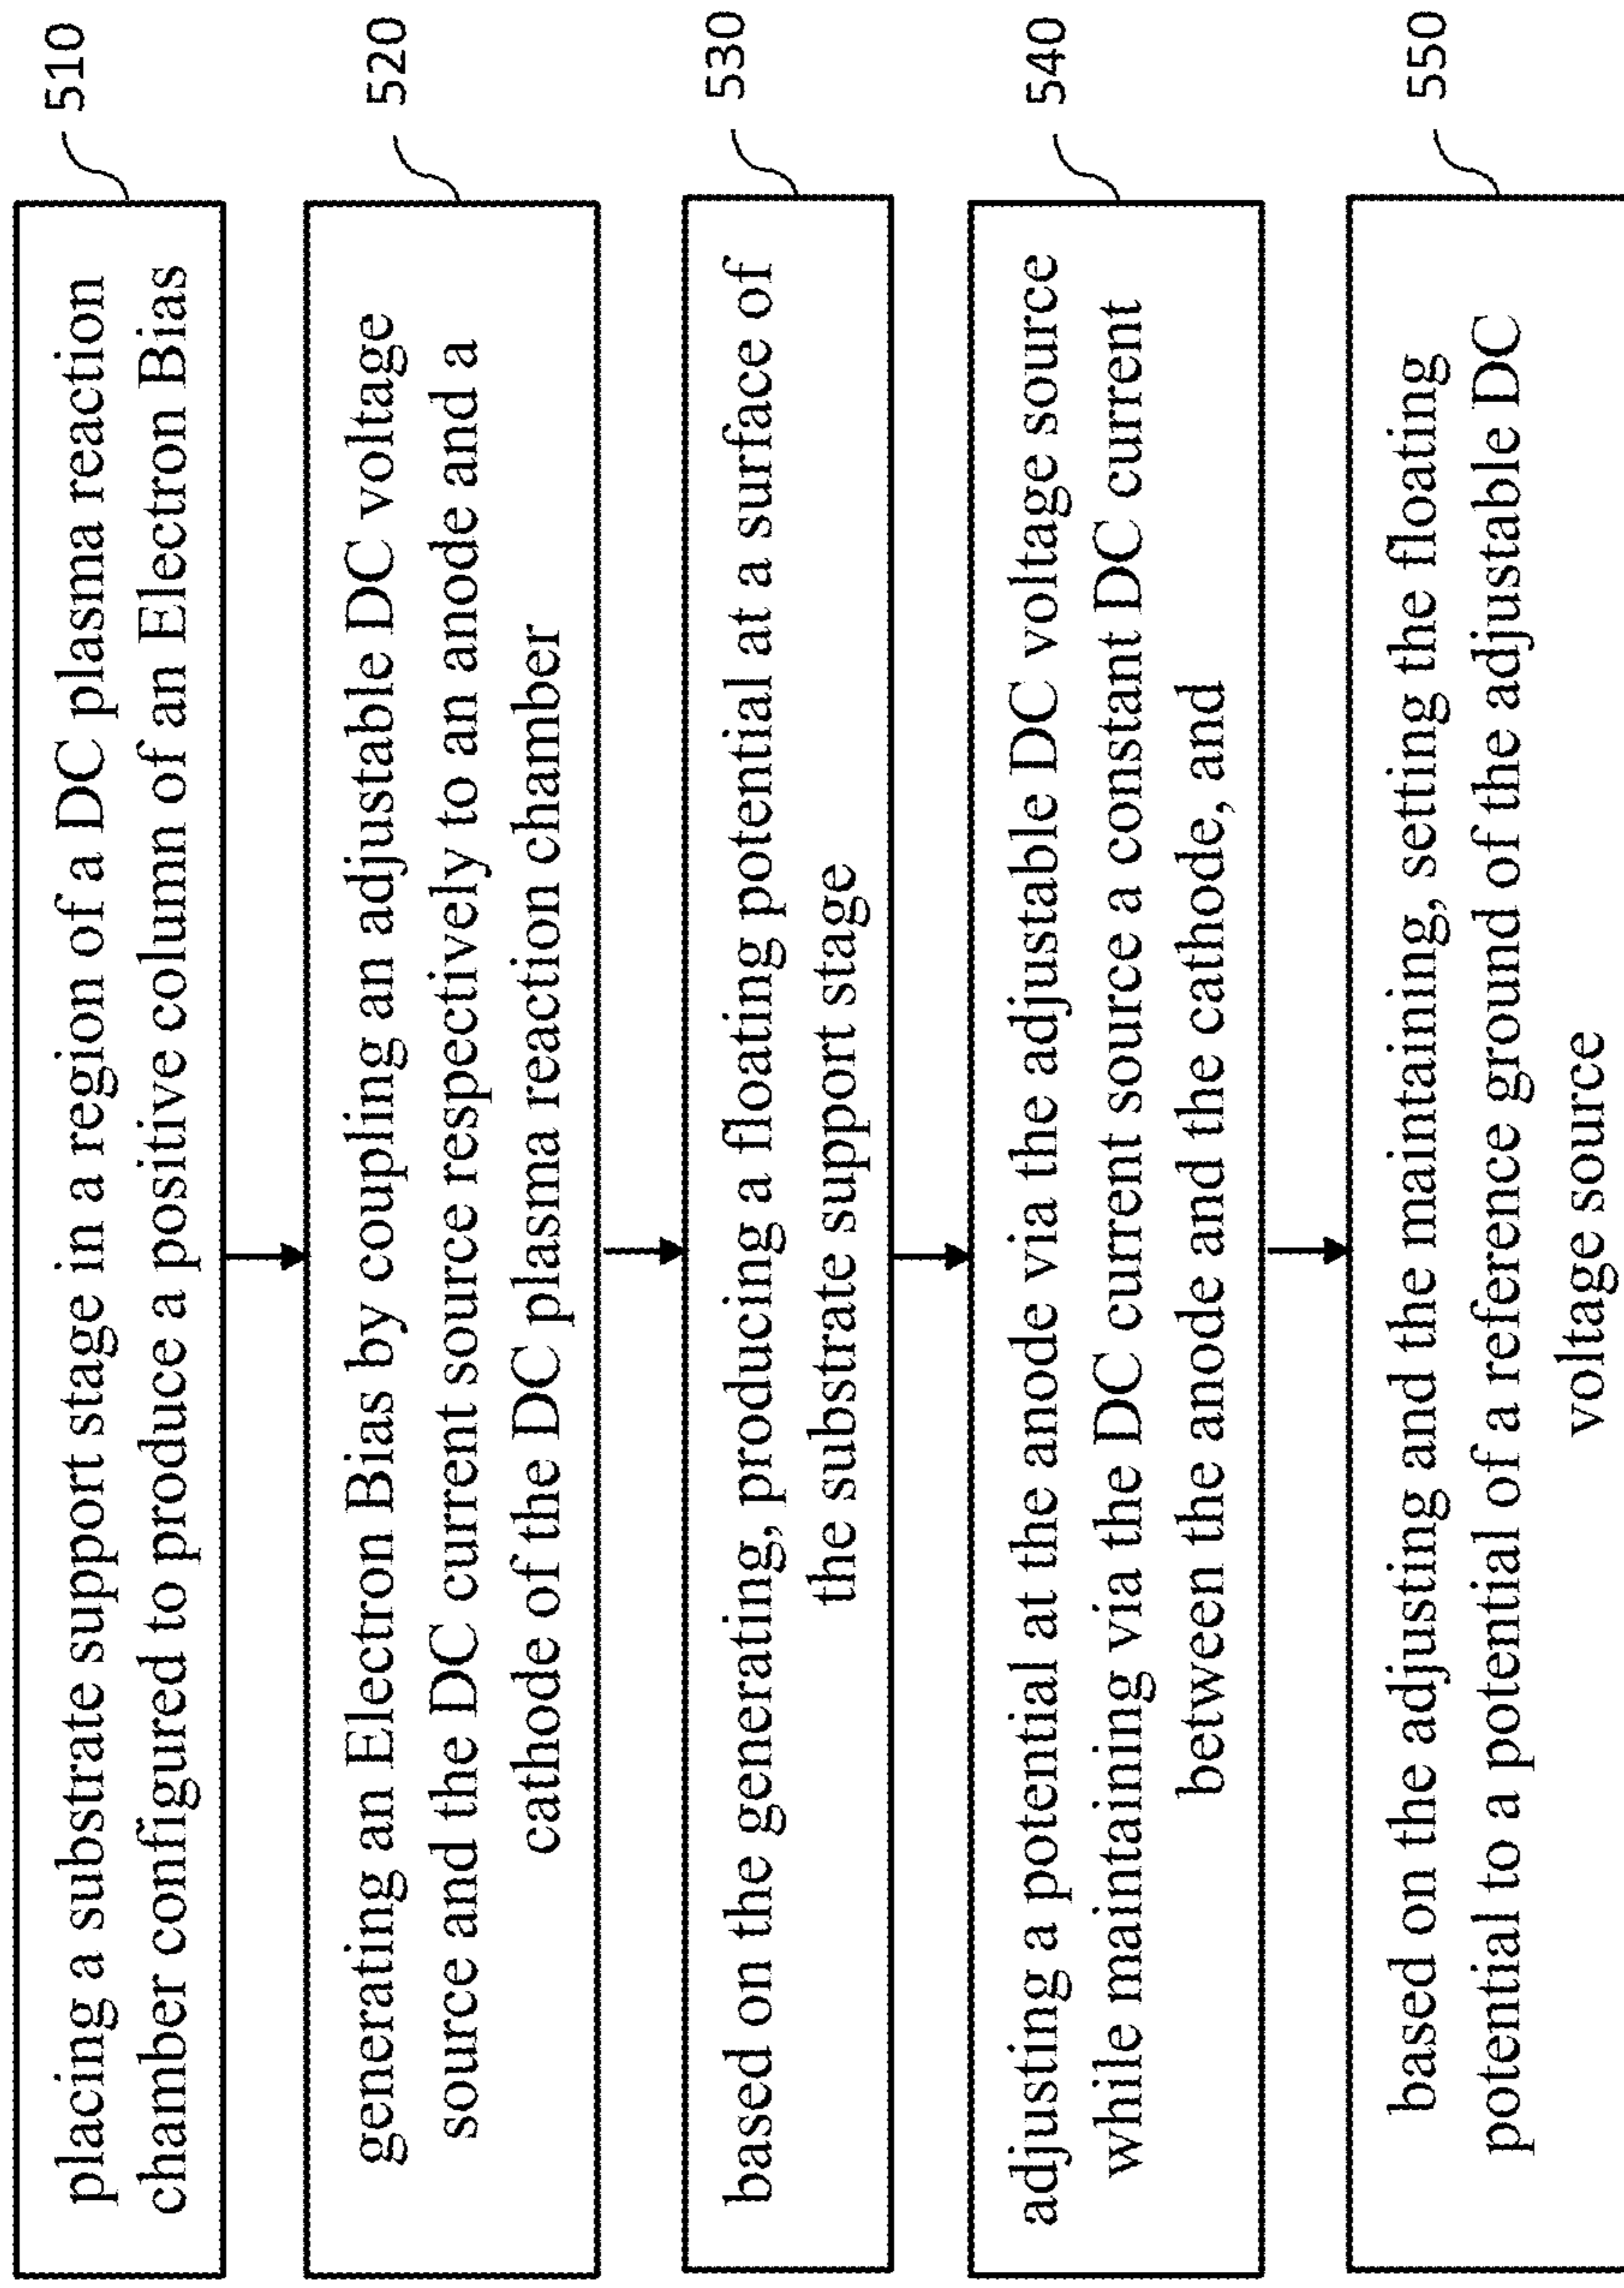 placing a substrate support stage in a region of a DC plasma reaction
chamber configured to produce a positive column of an Electron Bias
510
generating an Electron Bias by coupling an adjustable DC voltage
source and the DC current source respectively to an anode and a
cathode of the DC plasma reaction chamber
520
based on the generating, producing a floating potential at a surface of
the substrate support stage
530
adjusting a potential at the anode via the adjustable DC voltage source
while maintaining via the DC current source a constant DC current
between the anode and the cathode, and
540
based on the adjusting and the maintaining, setting the floating
potential to a potential of a reference ground of the adjustable DC
voltage source
550